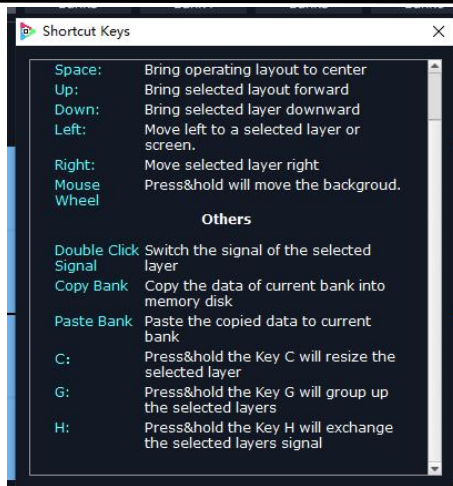 Shortcut Keys
Space: Bring operating layout to center
Up: Bring selected layout forward
Down: Bring selected layer downward
Left: Move left to a selected layer or
screen.
Right: Move selected layer right
Mouse Press&hold will move the backgroud.
Wheel
Others
Double Click Switch the signal of the selected
Signal layer
Copy Bank Copy the data of current bank into
memory disk
Paste Bank Paste the copied data to current
bank
C: Press&hold the Key C will resize the
selected layer
G: Press&hold the Key G will group up
the selected layers
H: Press&hold the Key H will exchange
the selected layers signal